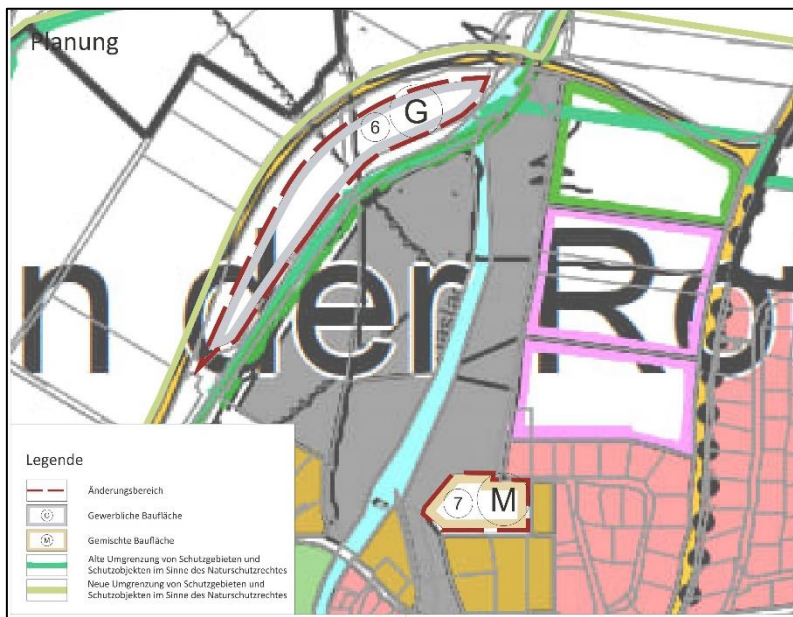 Planung
6 G
n der Ro
7 M
Legende
Änderungsbereich
G Gewerbliche Baufläche
M Gemischte Baufläche
Alte Umgrenzung von Schutzgebieten und
Schutzobjekten im Sinne des Naturschutzrechtes
Neue Umgrenzung von Schutzgebieten und
Schutzobjekten im Sinne des Naturschutzrechtes